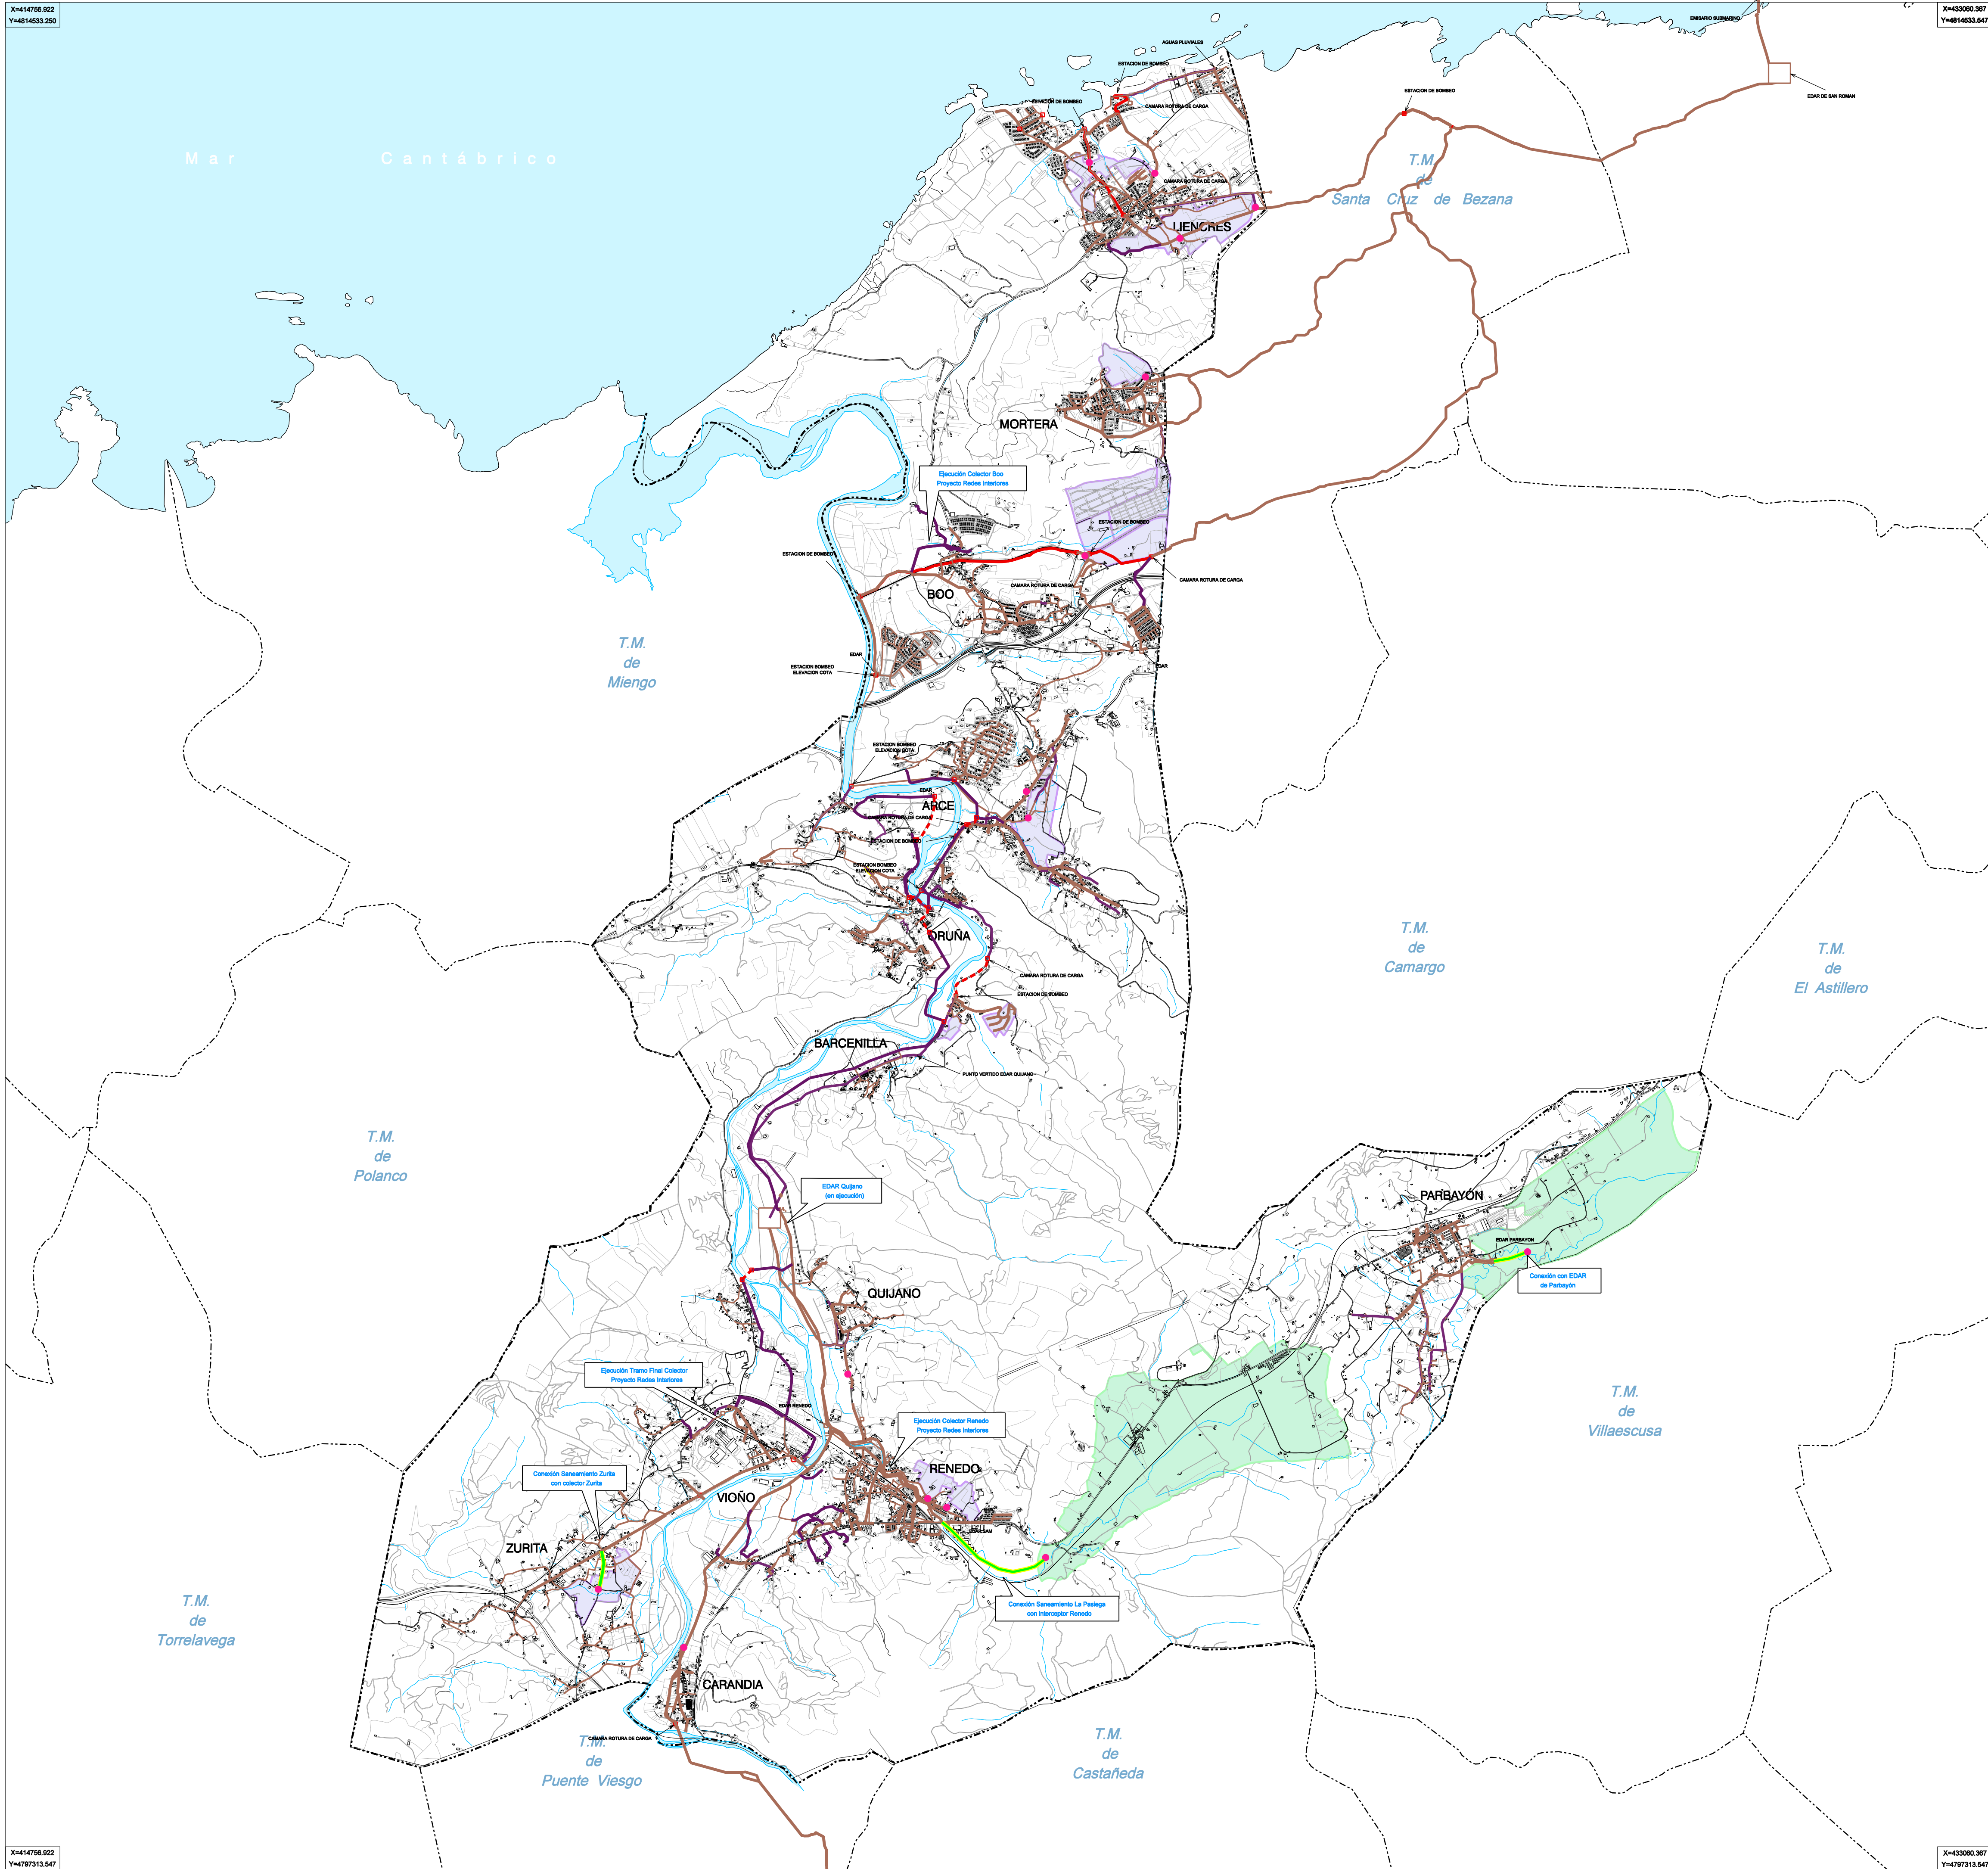 X=414756.922
Y=4814533.250
X=433060.367
Y=4814533.547
EMISARIO SUBMARINO
AGUAS PLUVIALES
ESTACION DE BOMBEO
ESTACION DE BOMBEO
EDAR DE SAN ROMAN
ESTACION DE BOMBEO
CAMARA ROTURA DE CARGA
Mar Cantábrico
T.M.
de
Santa Cruz de Bezana
CAMARA ROTURA DE CARGA
LIENCRES
MORTERA
Ejecución Colector Boo
Proyecto Redes Interiores
ESTACION DE BOMBEO
ESTACION DE BOMBEO
CAMARA ROTURA DE CARGA
CAMARA ROTURA DE CARGA
BOO
T.M.
de
Miengo
EDAR
ESTACION BOMBEO
ELEVACION COTA
EDAR
ESTACION BOMBEO
ELEVACION COTA
EDAR
ARCE
CAMARA ROTURA DE CARGA
ESTACION DE BOMBEO
ESTACION BOMBEO
ELEVACION COTA
ORUÑA
T.M.
de
Camargo
T.M.
de
El Astillero
CAMARA ROTURA DE CARGA
ESTACION DE BOMBEO
BARCENILLA
PUNTO VERTIDO EDAR QUIJANO
T.M.
de
Polanco
EDAR Quijano
(en ejecución)
PARBAYÓN
EDAR PARBAYON
Conexión con EDAR
de Parbayón
QUIJANO
Ejecución Tramo Final Colector
Proyecto Redes Interiores
EDAR RENEDO
T.M.
de
Villaescusa
Ejecución Colector Renedo
Proyecto Redes Interiores
RENEDO
Conexión Saneamiento Zurita
con colector Zurita
VIOÑO
ZURITA
Conexión Saneamiento La Pasiega
con interceptor Renedo
T.M.
de
Torrelavega
CARANDIA
CAMARA ROTURA DE CARGA
T.M.
de
Puente Viesgo
T.M.
de
Castañeda
X=414756.922
Y=4797313.547
X=433060.367
Y=4797313.547